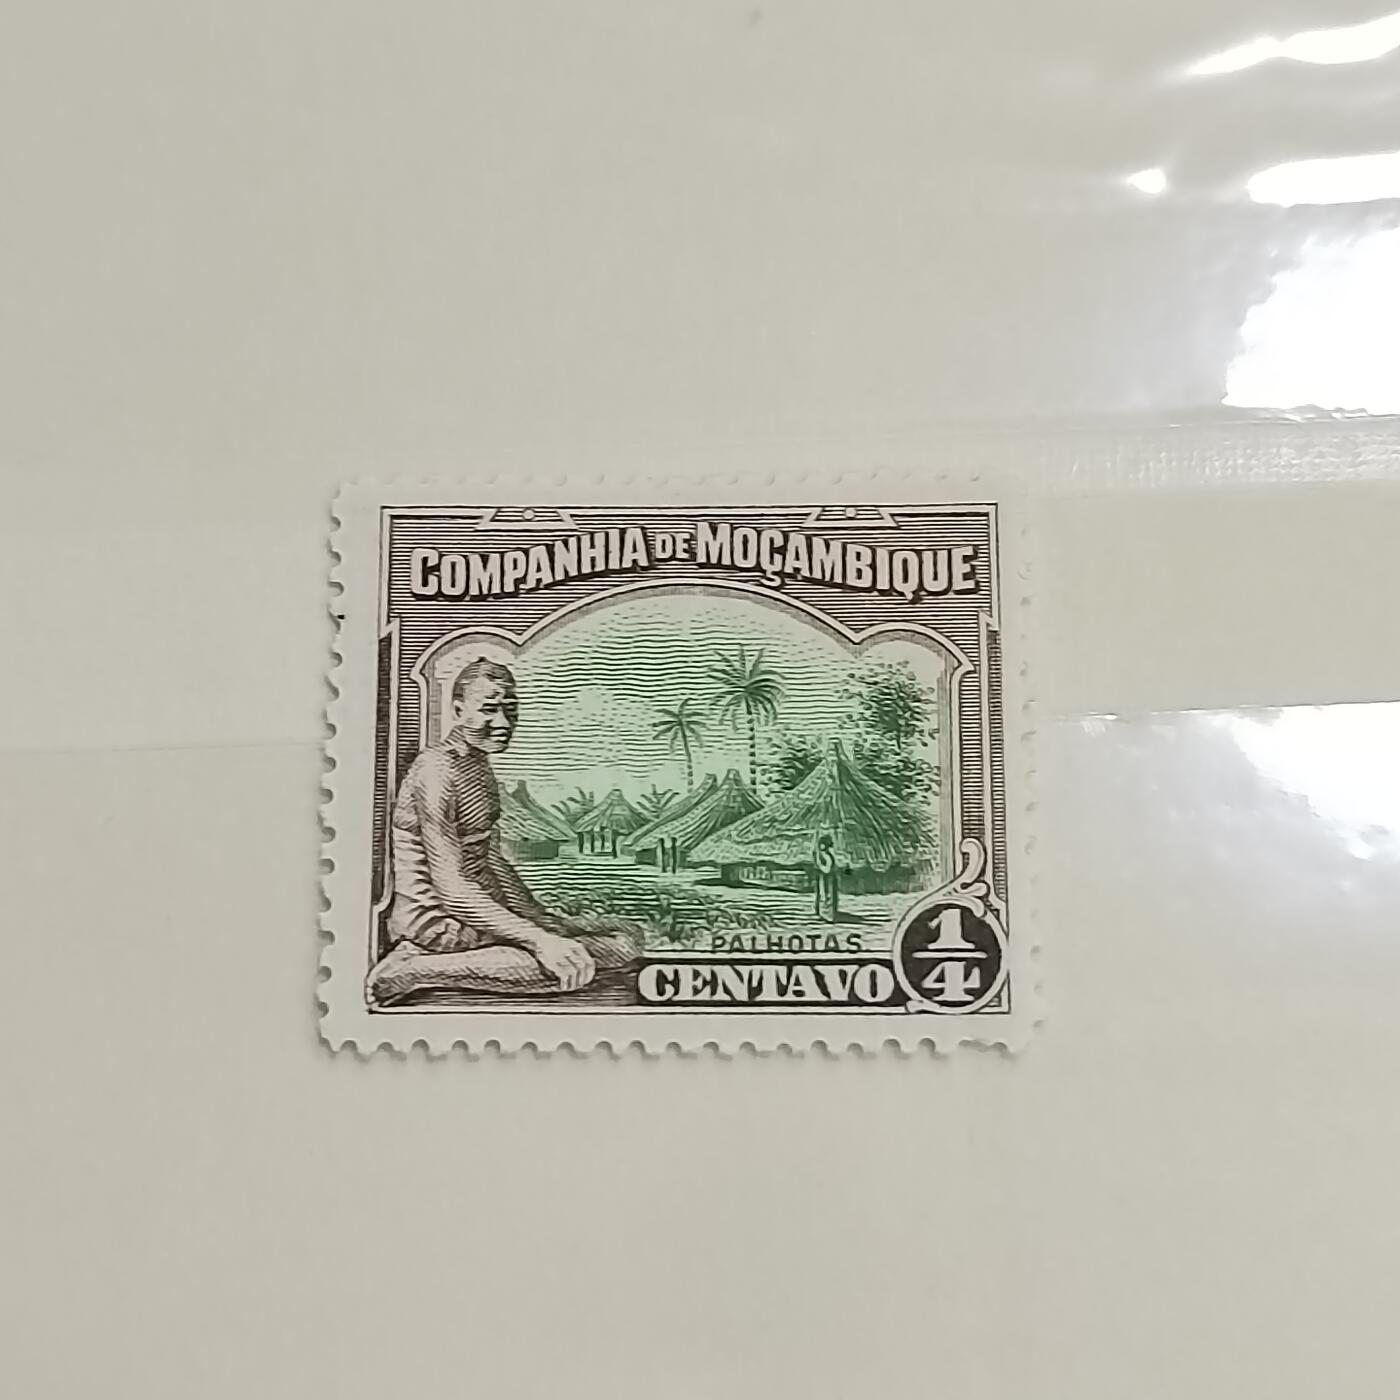 COMPANHIA DE MOÇAMBIQUE
PALHOTAS.
CENTAVO 1/4